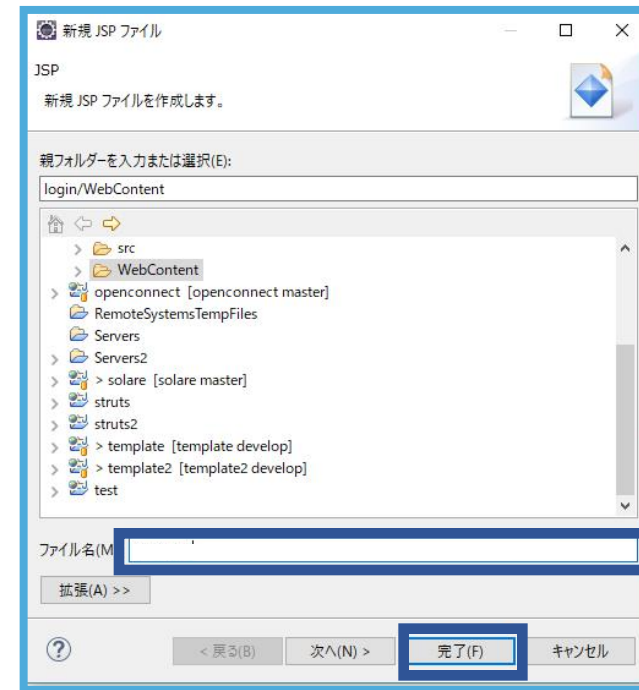 新規 JSP ファイル
JSP
新規 JSP ファイルを作成します。
親フォルダーを入力または選択(E):
login/WebContent
src
WebContent
openconnect [openconnect master]
RemoteSystemsTempFiles
Servers
Servers2
> solare [solare master]
struts
struts2
> template [template develop]
> template2 [template2 develop]
test
ファイル名(M
拡張(A) >>
< 戻る(B) 次へ(N) > 完了(F) キャンセル